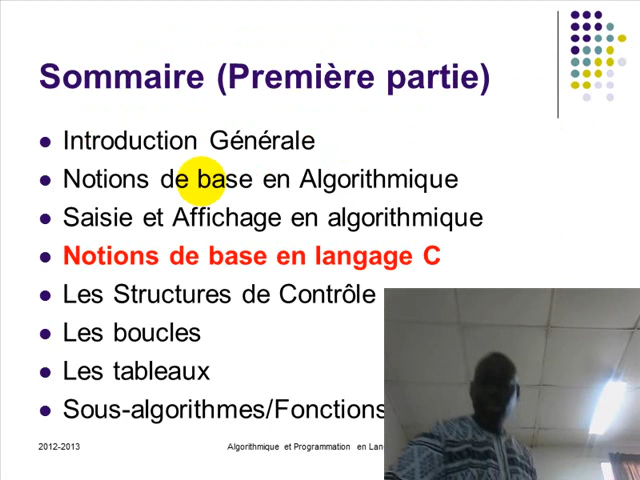 Sommaire (Première partie)
Introduction Générale
Notions de base en Algorithmique
Saisie et Affichage en algorithmique
Notions de base en langage C
Les Structures de Contrôle
Les boucles
Les tableaux
Sous-algorithmes/Fonctions
2012-2013
Algorithmique et Programmation en Lan